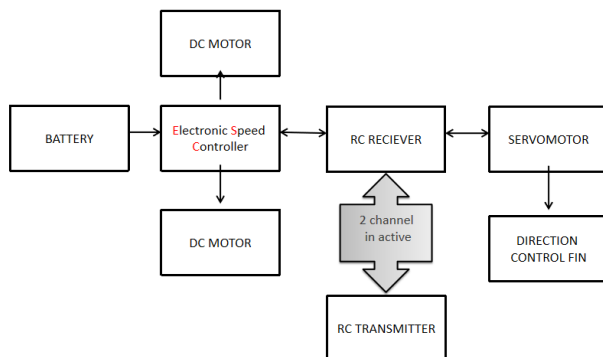 DC MOTOR
BATTERY
Electronic Speed
Controller
RC RECIEVER
SERVOMOTOR
2 channel
in active
DC MOTOR
DIRECTION
CONTROL FIN
RC TRANSMITTER